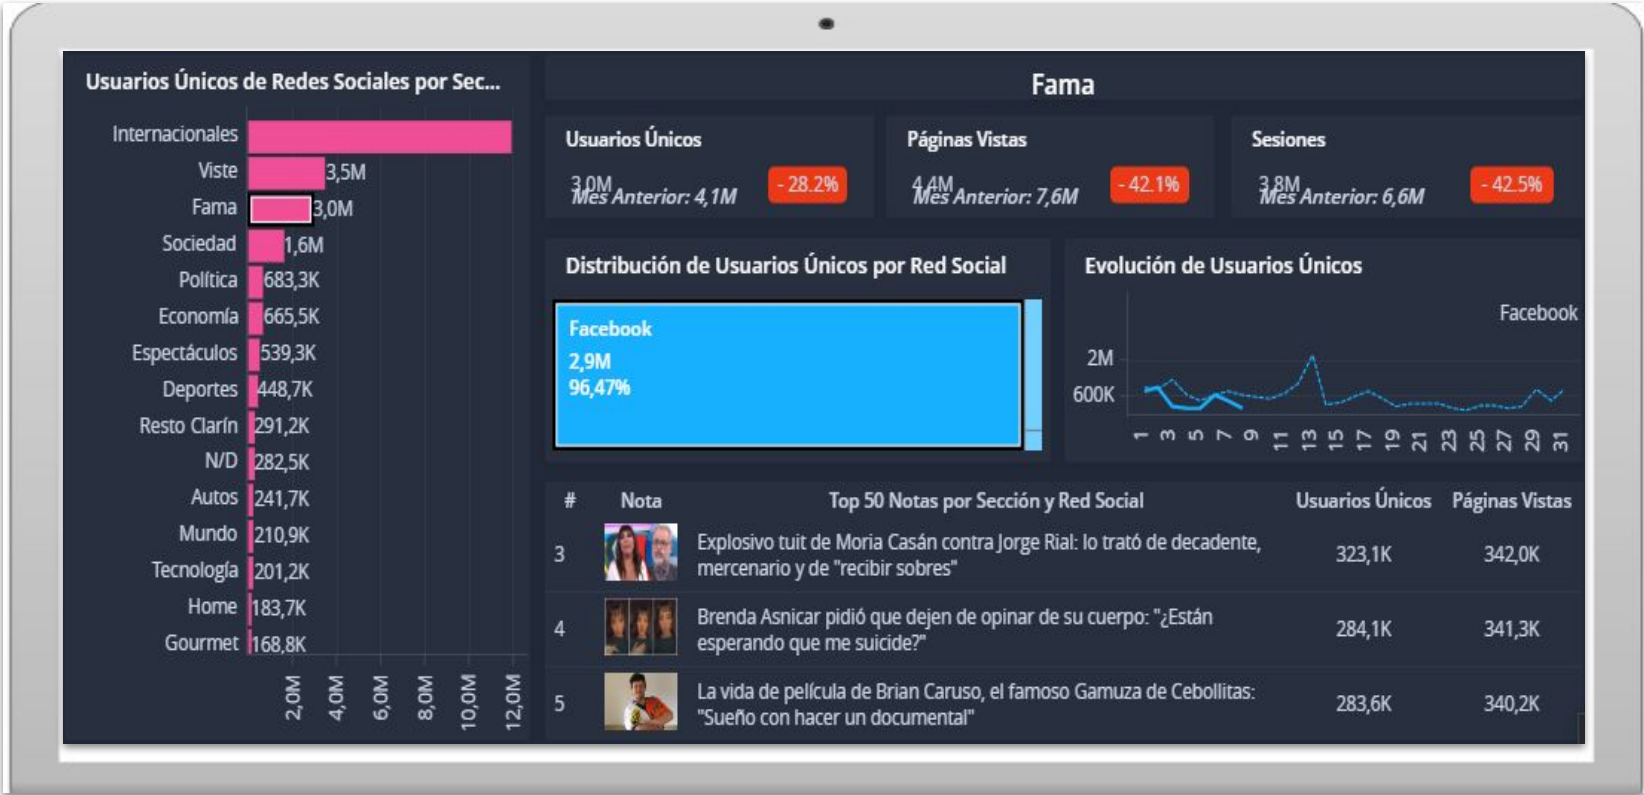 Usuarios Únicos de Redes Sociales por Sec...
Internacionales
Viste 3,5M
Fama 3,0M
Sociedad 1,6M
Política 683,3K
Economía 665,5K
Espectáculos 539,3K
Deportes 448,7K
Resto Clarín 291,2K
N/D 282,5K
Autos 241,7K
Mundo 210,9K
Tecnología 201,2K
Home 183,7K
Gourmet 168,8K
2,0M 4,0M 6,0M 8,0M 10,0M 12,0M
Fama
Usuarios Únicos
3,0M
Mes Anterior: 4,1M
- 28.2%
Páginas Vistas
4,4M
Mes Anterior: 7,6M
- 42.1%
Sesiones
3,8M
Mes Anterior: 6,6M
- 42.5%
Distribución de Usuarios Únicos por Red Social
Facebook
2,9M
96,47%
Evolución de Usuarios Únicos
Facebook
2M
600K
1 3 5 7 9 11 13 15 17 19 21 23 25 27 29 31
# Nota Top 50 Notas por Sección y Red Social Usuarios Únicos Páginas Vistas
3 Explosivo tuit de Moria Casán contra Jorge Rial: lo trató de decadente, 323,1K 342,0K
mercenario y de "recibir sobres"
4 Brenda Asnicar pidió que dejen de opinar de su cuerpo: "¿Están 284,1K 341,3K
esperando que me suicide?"
5 La vida de película de Brian Caruso, el famoso Gamuza de Cebollitas: 283,6K 340,2K
"Sueño con hacer un documental"